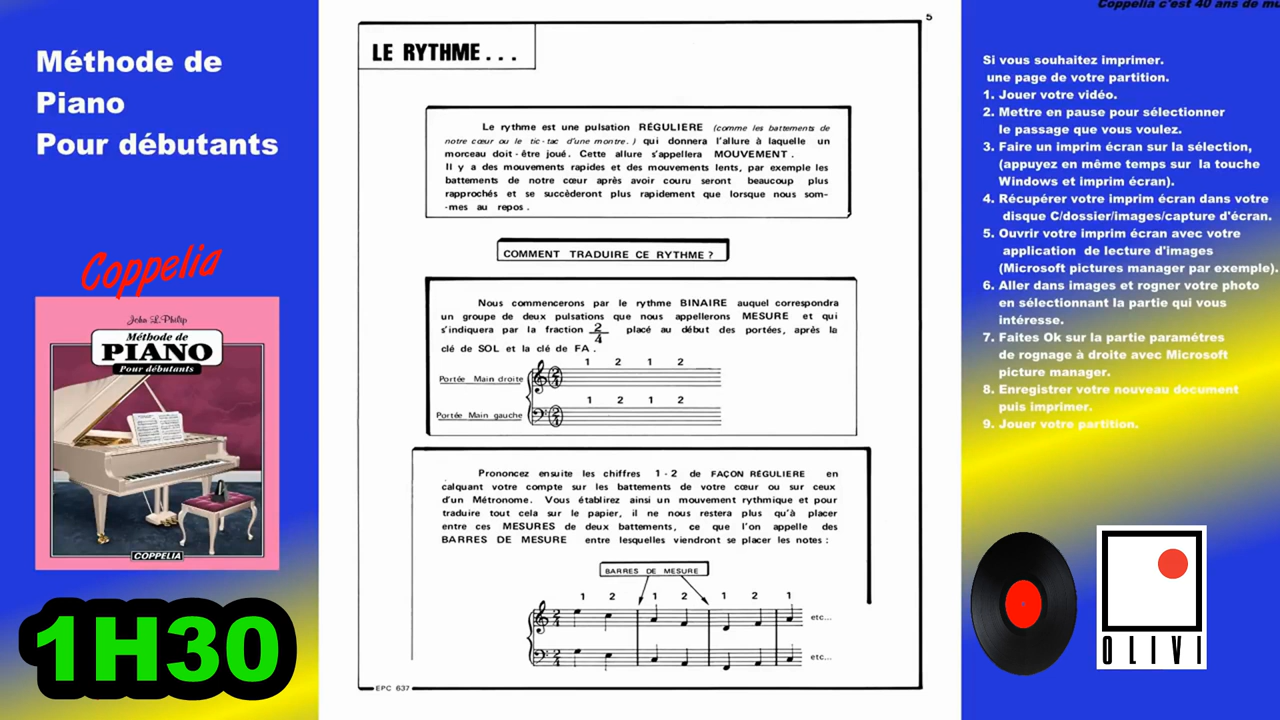 Méthode de
Piano
Pour débutants
Coppelia
John L. Philip
Méthode de
PIANO
Pour débutants
COPPELIA
1H30
5
LE RYTHME...
Le rythme est une pulsation RÉGULIERE (comme les battements de
notre cœur ou le tic-tac d'une montre.) qui donnera l'allure à laquelle un
morceau doit-être joué. Cette allure s'appellera MOUVEMENT.
Il y a des mouvements rapides et des mouvements lents, par exemple les
battements de notre cœur après avoir couru seront beaucoup plus
rapprochés et se succèderont plus rapidement que lorsque nous som-
-mes au repos.
COMMENT TRADUIRE CE RYTHME ?
Nous commencerons par le rythme BINAIRE auquel correspondra
un groupe de deux pulsations que nous appellerons MESURE et qui
s'indiquera par la fraction 2/4 placé au début des portées, après la
clé de SOL et la clé de FA.
1 2 1 2
Portée Main droite
1 2 1 2
Portée Main gauche
Prononcez ensuite les chiffres 1-2 de FAÇON RÉGULIERE en
calquant votre compte sur les battements de votre cœur ou sur ceux
d'un Métronome. Vous établirez ainsi un mouvement rythmique et pour
traduire tout cela sur le papier, il ne nous restera plus qu'à placer
entre ces MESURES de deux battements, ce que l'on appelle des
BARRES DE MESURE entre lesquelles viendront se placer les notes :
BARRES DE MESURE
1 2 1 2 1 2 1
etc...
etc...
EPC 637
Coppelia c'est 40 ans de mu
Si vous souhaitez imprimer.
une page de votre partition.
1. Jouer votre vidéo.
2. Mettre en pause pour sélectionner
le passage que vous voulez.
3. Faire un imprim écran sur la sélection,
(appuyez en même temps sur la touche
Windows et imprim écran).
4. Récupérer votre imprim écran dans votre
disque C/dossier/images/capture d'écran.
5. Ouvrir votre imprim écran avec votre
application de lecture d'images
(Microsoft pictures manager par exemple).
6. Aller dans images et rogner votre photo
en sélectionnant la partie qui vous
intéresse.
7. Faites Ok sur la partie paramétres
de rognage à droite avec Microsoft
picture manager.
8. Enregistrer votre nouveau document
puis imprimer.
9. Jouer votre partition.
OLIVI